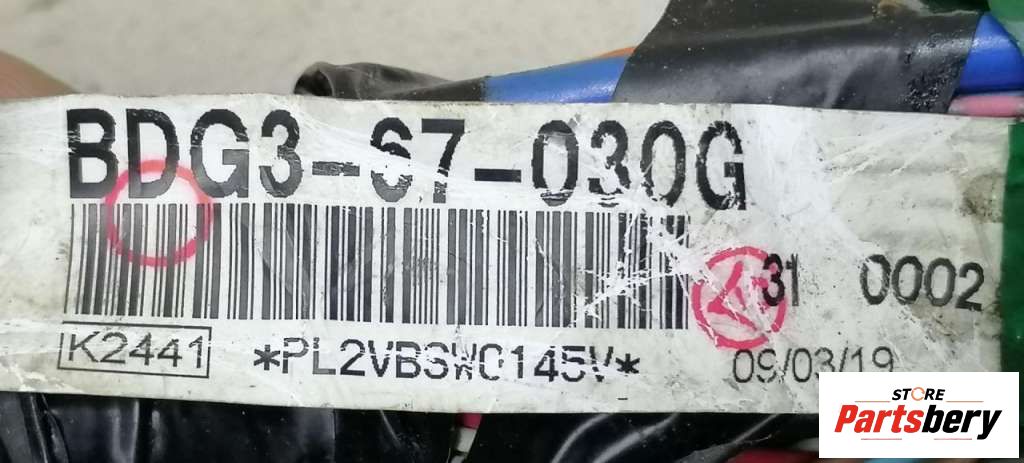 BDG3-67-030G
31 0002
K2441 *PL2VBSW0145V* 09/03/19
STORE
Partsbery